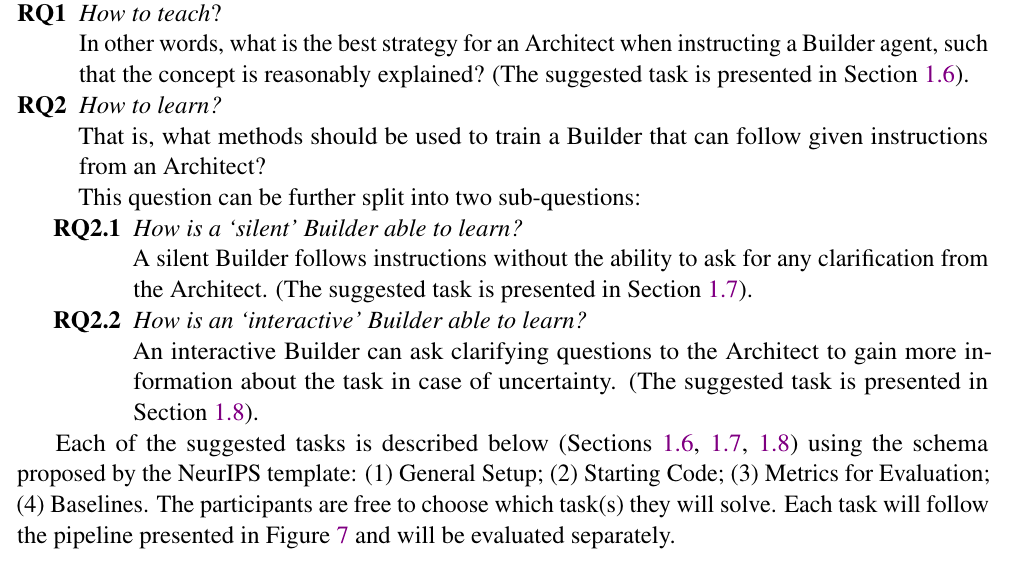 RQ1 How to teach?
In other words, what is the best strategy for an Architect when instructing a Builder agent, such
that the concept is reasonably explained? (The suggested task is presented in Section 1.6).
RQ2 How to learn?
That is, what methods should be used to train a Builder that can follow given instructions
from an Architect?
This question can be further split into two sub-questions:
RQ2.1 How is a ‘silent’ Builder able to learn?
A silent Builder follows instructions without the ability to ask for any clarification from
the Architect. (The suggested task is presented in Section 1.7).
RQ2.2 How is an ‘interactive’ Builder able to learn?
An interactive Builder can ask clarifying questions to the Architect to gain more in-
formation about the task in case of uncertainty. (The suggested task is presented in
Section 1.8).
Each of the suggested tasks is described below (Sections 1.6, 1.7, 1.8) using the schema
proposed by the NeurIPS template: (1) General Setup; (2) Starting Code; (3) Metrics for Evaluation;
(4) Baselines. The participants are free to choose which task(s) they will solve. Each task will follow
the pipeline presented in Figure 7 and will be evaluated separately.